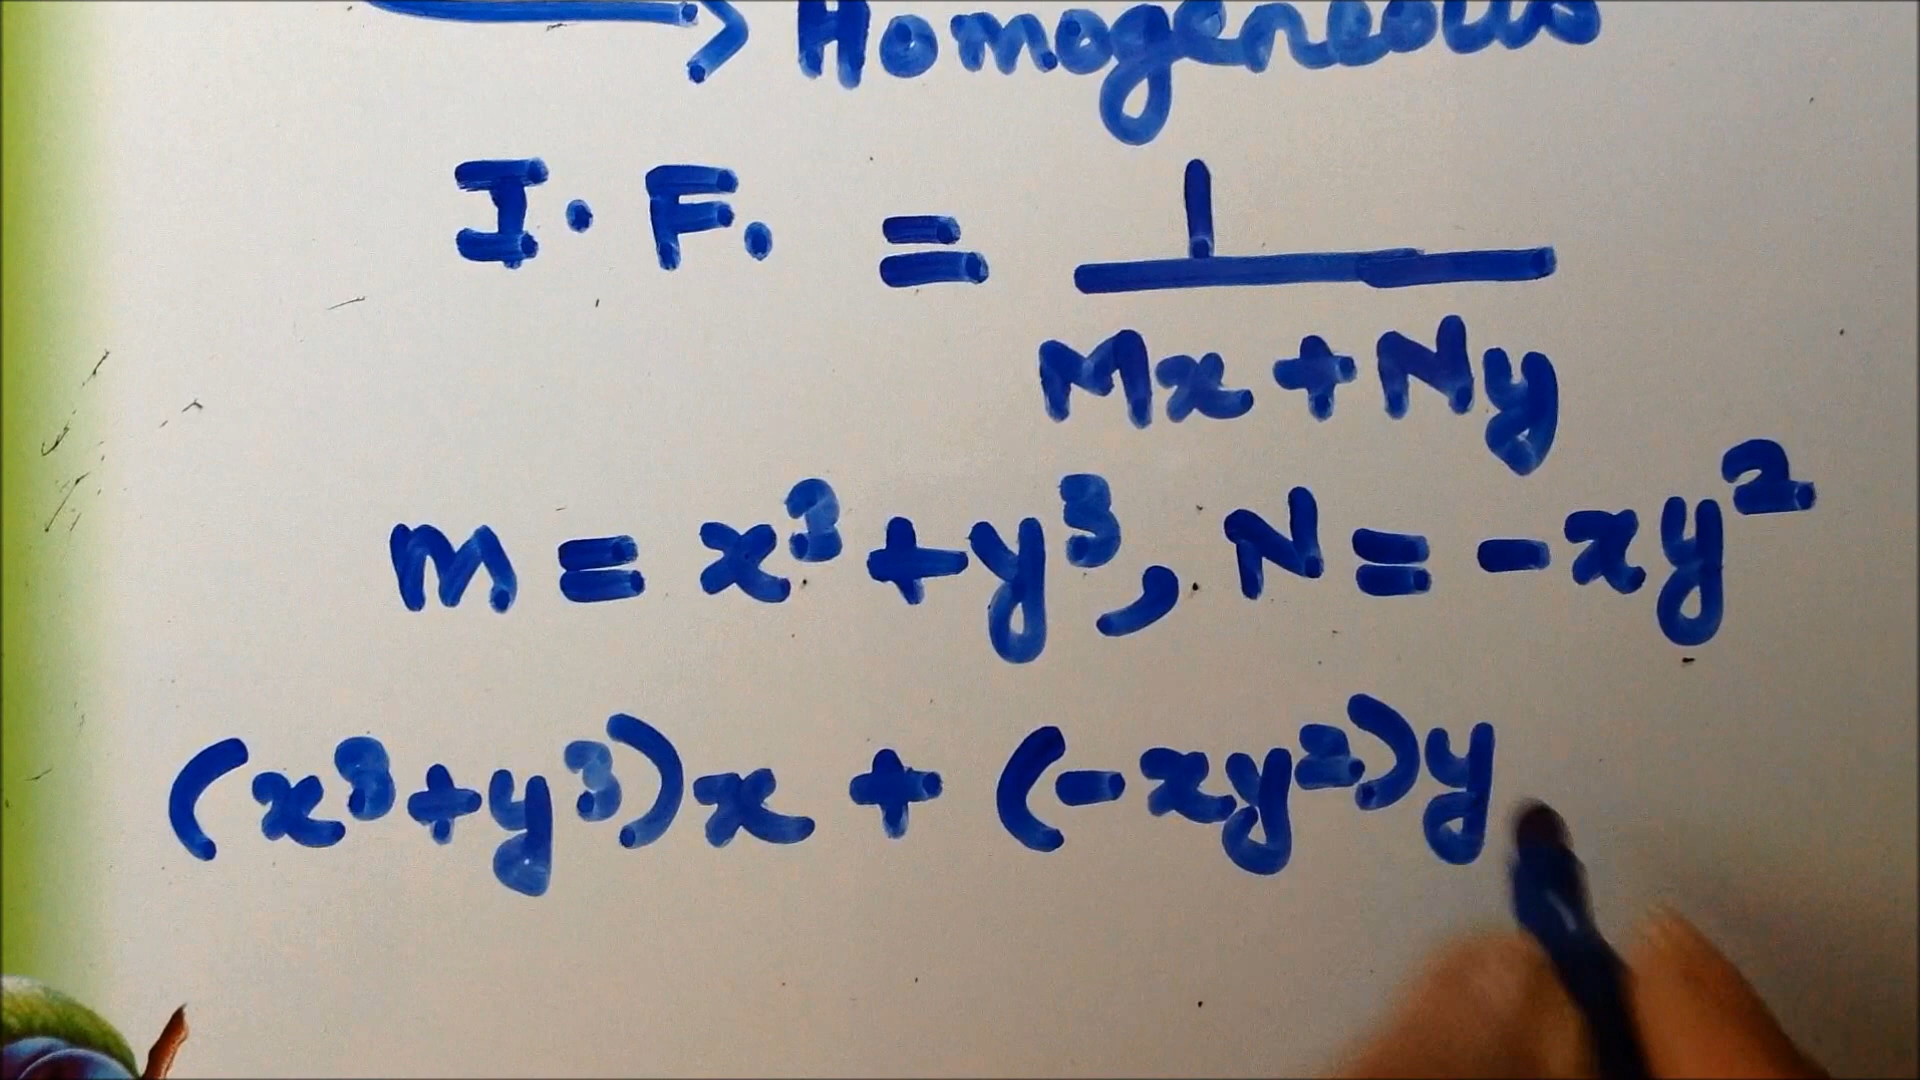 → Homogeneous
I.F. = 1 / Mx + Ny
M = x³ + y³, N = -xy²
(x³+y³)x + (-xy²)y